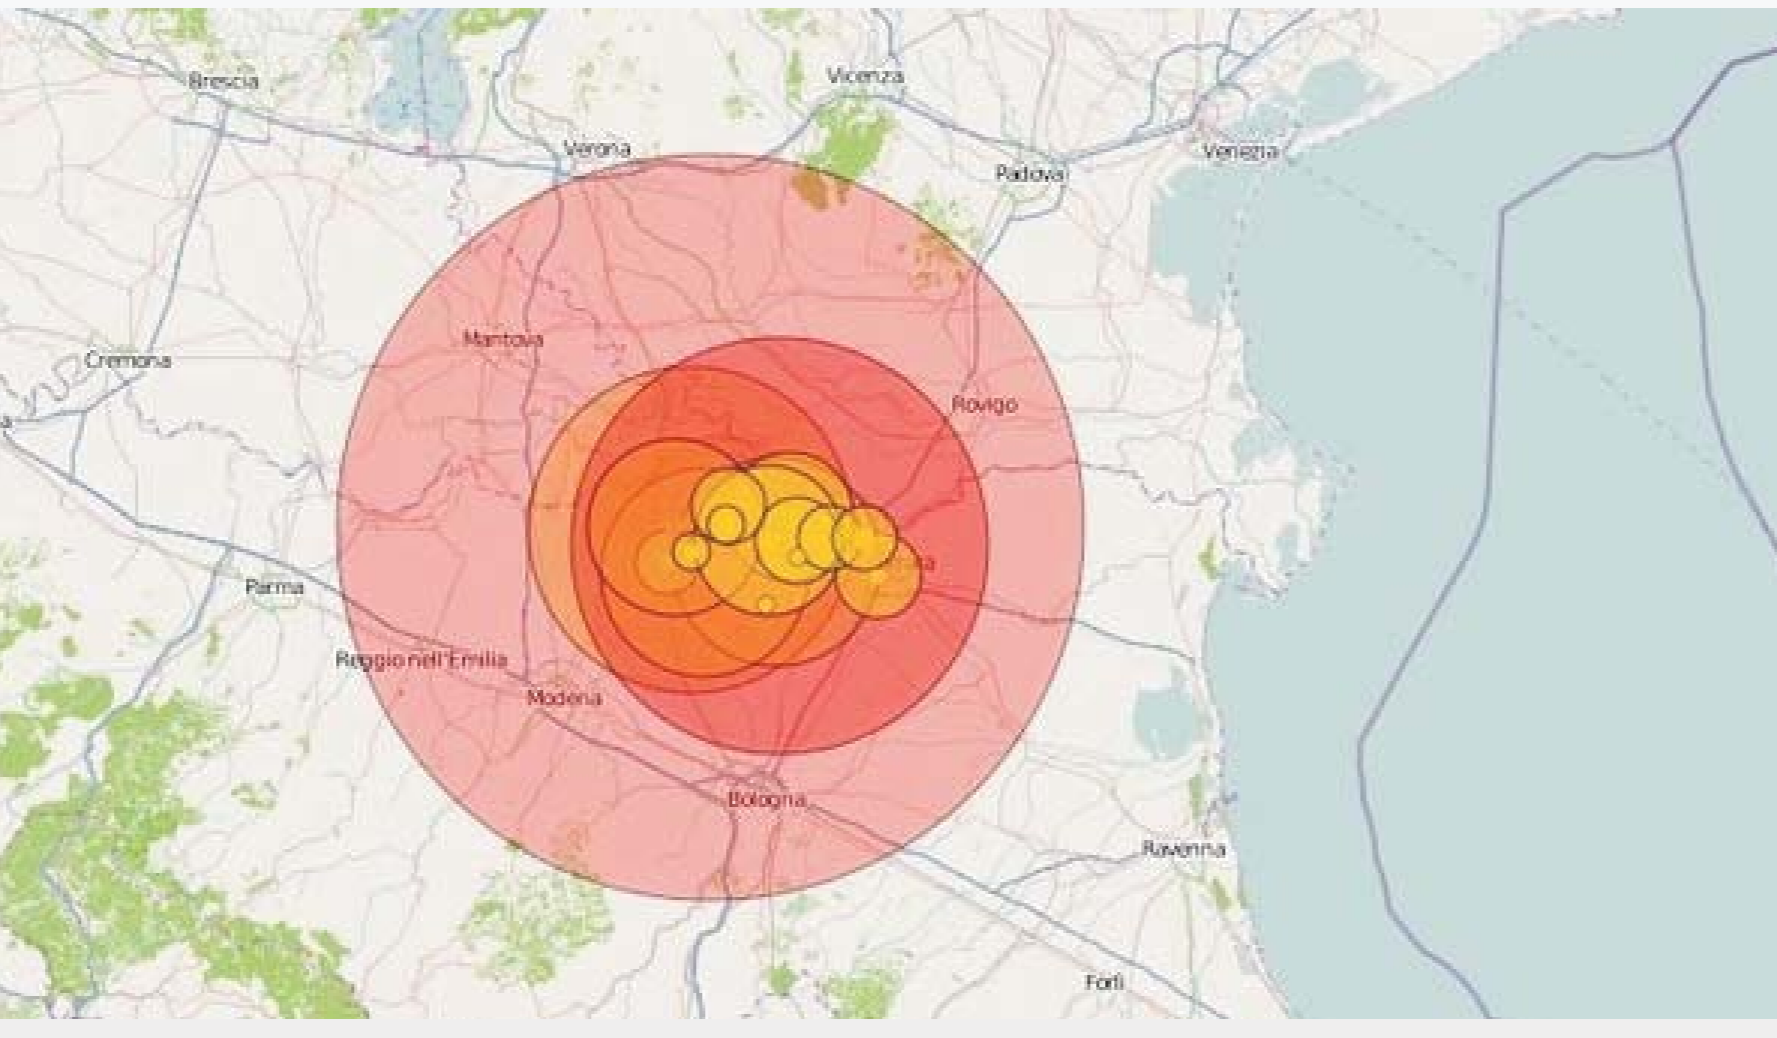 Brescia
Vicenza
Verona
Venezia
Padova
Mantova
Cremona
Rovigo
Parma
Reggio nell'Emilia
Modena
Bologna
Ravenna
Forlì